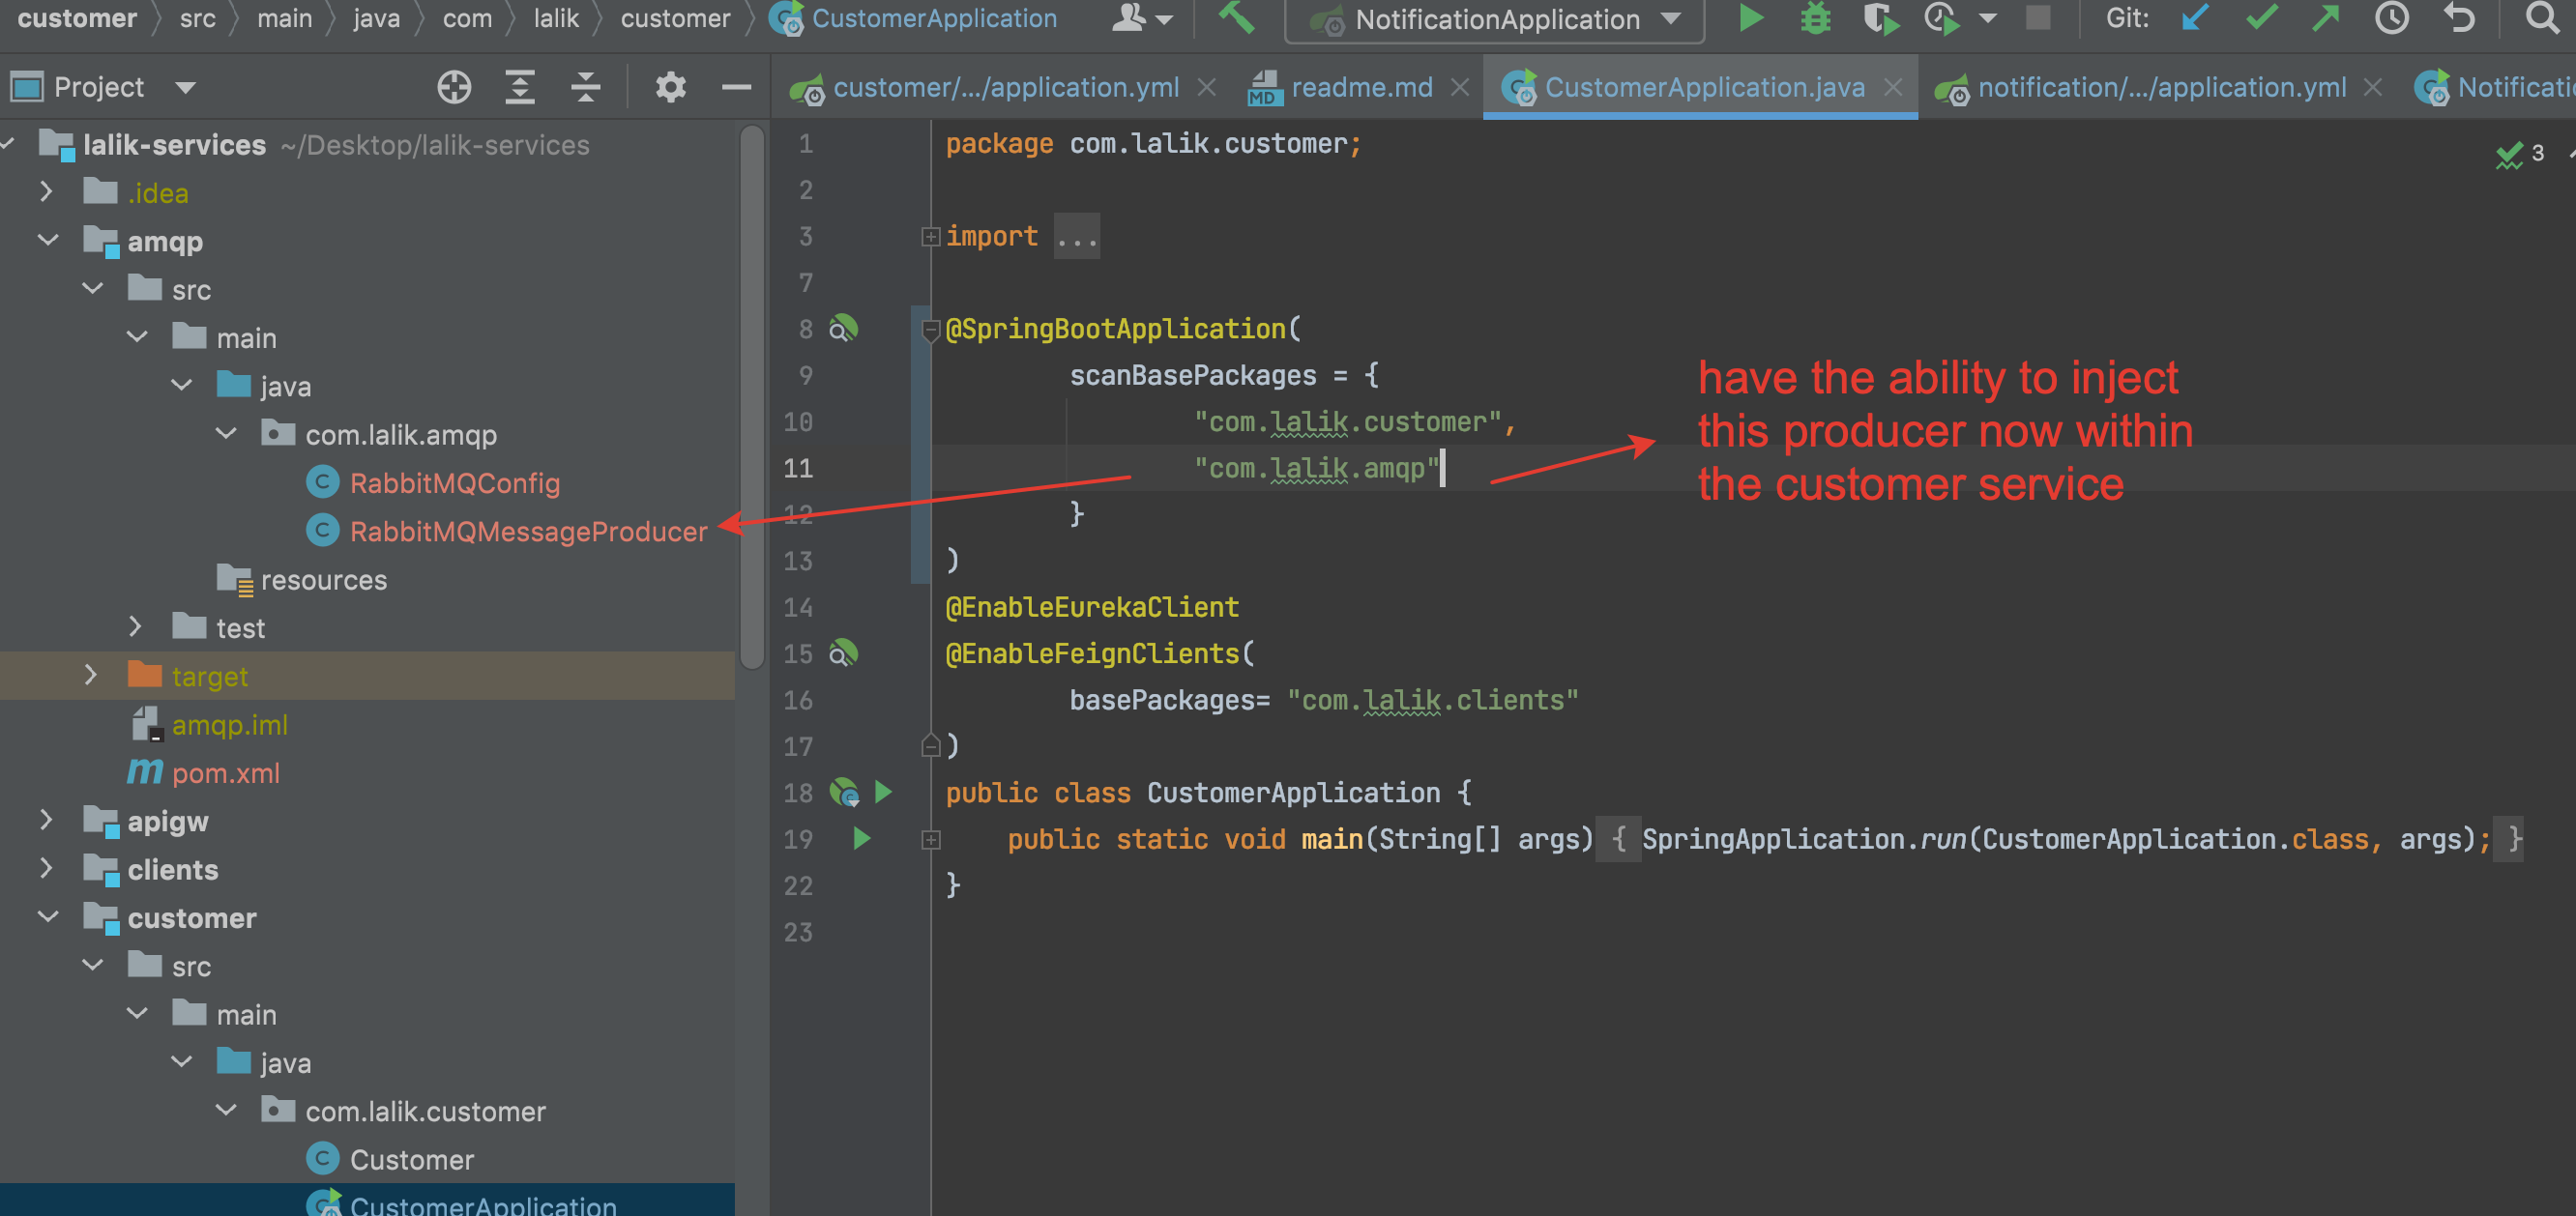 customer src main java com lalik customer CustomerApplication NotificationApplication Git:
Project
customer/.../application.yml readme.md CustomerApplication.java notification/.../application.yml Notificatio
lalik-services ~/Desktop/lalik-services
.idea
amqp
src
main
java
com.lalik.amqp
RabbitMQConfig
RabbitMQMessageProducer
resources
test
target
amqp.iml
pom.xml
apigw
clients
customer
src
main
java
com.lalik.customer
Customer
CustomerApplication
1 package com.lalik.customer;
2
3 import ...
7
8 @SpringBootApplication(
9 scanBasePackages = {
10 "com.lalik.customer",
11 "com.lalik.amqp"
12 }
13 )
14 @EnableEurekaClient
15 @EnableFeignClients(
16 basePackages= "com.lalik.clients"
17 )
18 public class CustomerApplication {
19 public static void main(String[] args) { SpringApplication.run(CustomerApplication.class, args); }
22 }
23
3
have the ability to inject
this producer now within
the customer service